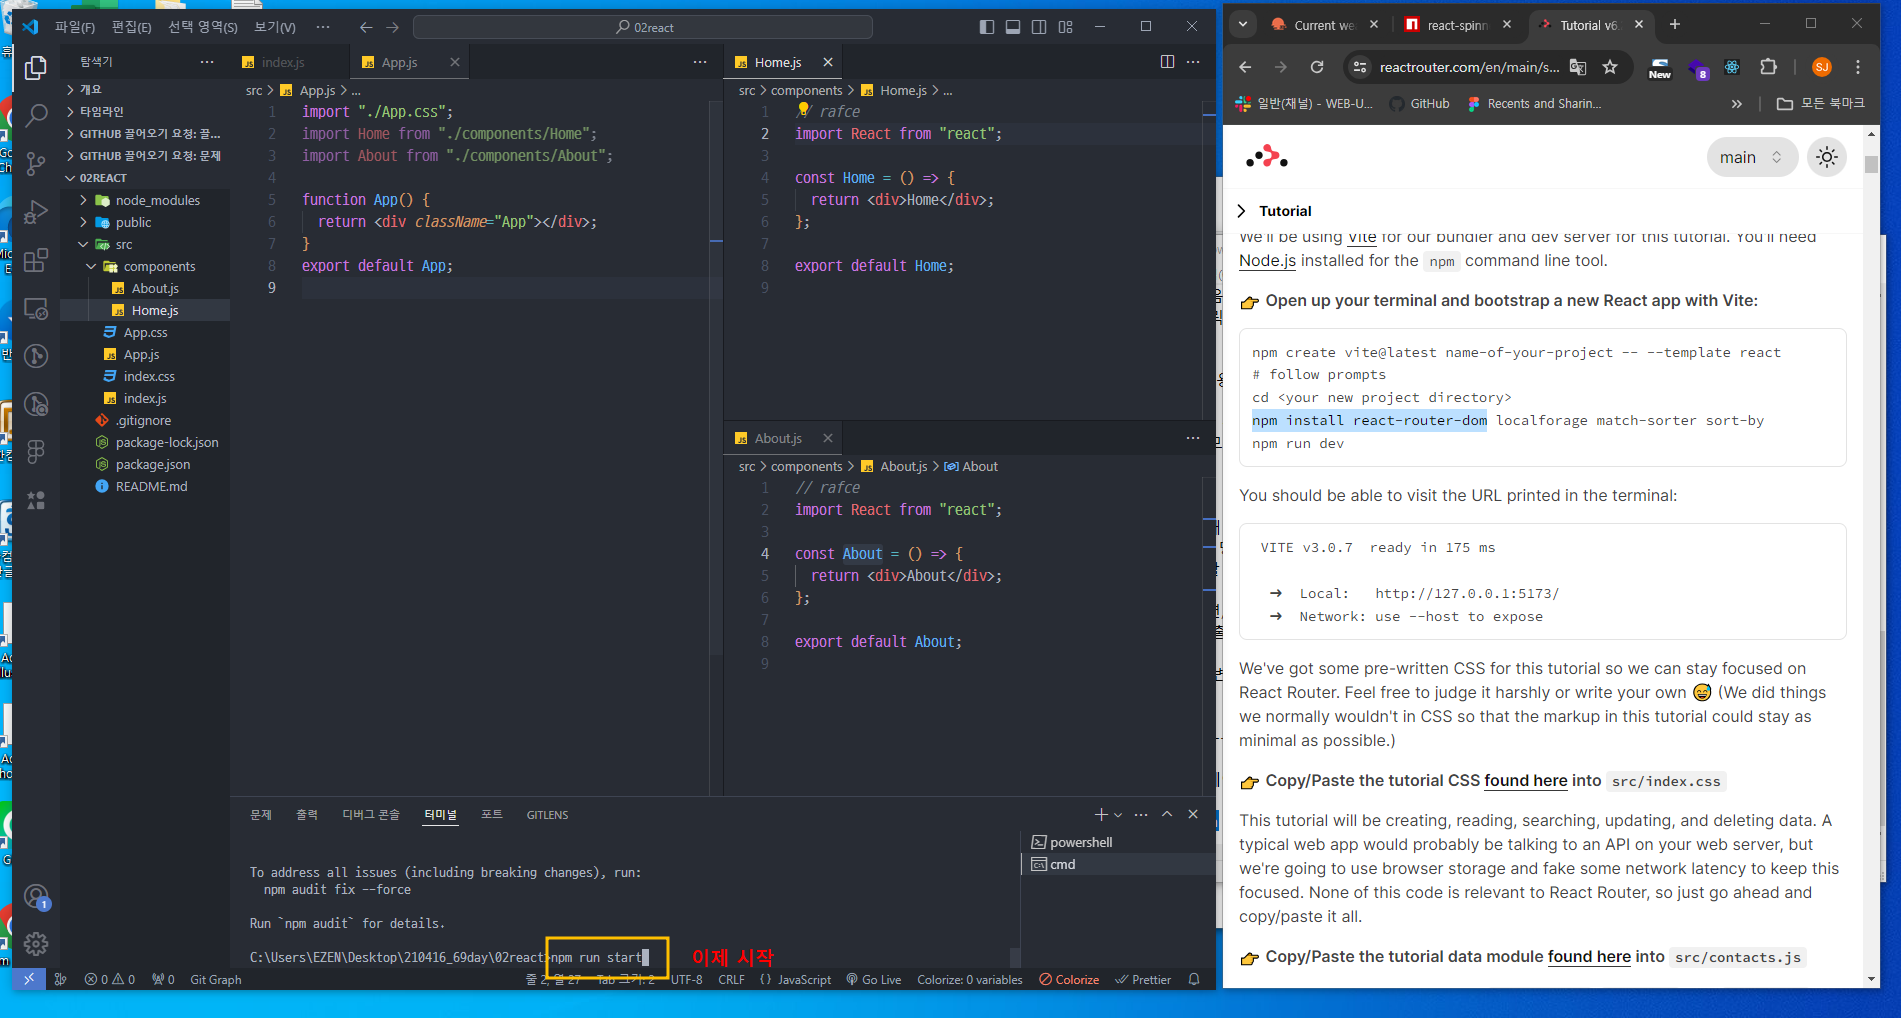 파일(F) 편집(E) 선택 영역(S) 보기(V) ··· 02react
탐색기 ···
개요
타임라인
GITHUB 끌어오기 요청: 끌...
GITHUB 끌어오기 요청: 문제
02REACT
node_modules
public
src
components
About.js
Home.js
App.css
App.js
index.css
index.js
.gitignore
package-lock.json
package.json
README.md
index.js App.js ···
src > App.js > ...
1 import "./App.css";
2 import Home from "./components/Home";
3 import About from "./components/About";
4
5 function App() {
6 return <div className="App"></div>;
7 }
8 export default App;
9
Home.js ···
src > components > Home.js > ...
1 // rafce
2 import React from "react";
3
4 const Home = () => {
5 return <div>Home</div>;
6 };
7
8 export default Home;
9
About.js ···
src > components > About.js > About
1 // rafce
2 import React from "react";
3
4 const About = () => {
5 return <div>About</div>;
6 };
7
8 export default About;
9
문제 출력 디버그 콘솔 터미널 포트 GITLENS
powershell
cmd
To address all issues (including breaking changes), run:
npm audit fix --force
Run `npm audit` for details.
C:\Users\EZEN\Desktop\210416_69day\02react>npm run start
이제 시작
1
0 0 0 Git Graph 줄 2, 열 27 Tab 크기: 2 UTF-8 CRLF {} JavaScript Go Live Colorize: 0 variables Colorize Prettier
Current we react-spinn Tutorial v6.
reactrouter.com/en/main/s... New 8 SJ
일반(채널) - WEB-U... GitHub Recents and Sharin... » 모든 북마크
main
Tutorial
We'll be using Vite for our bundler and dev server for this tutorial. You'll need
Node.js installed for the npm command line tool.
👉 Open up your terminal and bootstrap a new React app with Vite:
npm create vite@latest name-of-your-project -- --template react
# follow prompts
cd <your new project directory>
npm install react-router-dom localforage match-sorter sort-by
npm run dev
You should be able to visit the URL printed in the terminal:
VITE v3.0.7 ready in 175 ms
➜ Local: http://127.0.0.1:5173/
➜ Network: use --host to expose
We've got some pre-written CSS for this tutorial so we can stay focused on
React Router. Feel free to judge it harshly or write your own 😅 (We did things
we normally wouldn't in CSS so that the markup in this tutorial could stay as
minimal as possible.)
👉 Copy/Paste the tutorial CSS found here into src/index.css
This tutorial will be creating, reading, searching, updating, and deleting data. A
typical web app would probably be talking to an API on your web server, but
we're going to use browser storage and fake some network latency to keep this
focused. None of this code is relevant to React Router, so just go ahead and
copy/paste it all.
👉 Copy/Paste the tutorial data module found here into src/contacts.js